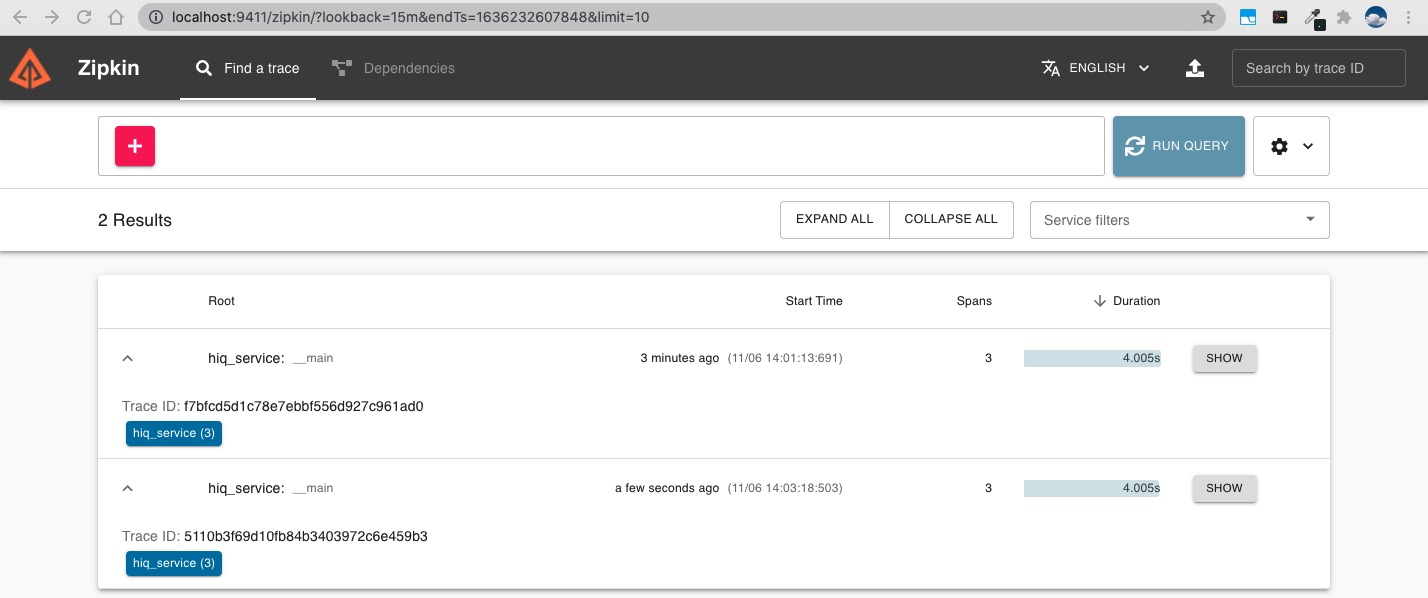 localhost:9411/zipkin/?lookback=15m&endTs=1636232607848&limit=10
Zipkin Find a trace Dependencies ENGLISH Search by trace ID
+ RUN QUERY
2 Results EXPAND ALL COLLAPSE ALL Service filters
Root Start Time Spans Duration
hiq_service: __main 3 minutes ago (11/06 14:01:13:691) 3 4.005s SHOW
Trace ID: f7bfcd5d1c78e7ebbf556d927c961ad0
hiq_service (3)
hiq_service: __main a few seconds ago (11/06 14:03:18:503) 3 4.005s SHOW
Trace ID: 5110b3f69d10fb84b3403972c6e459b3
hiq_service (3)